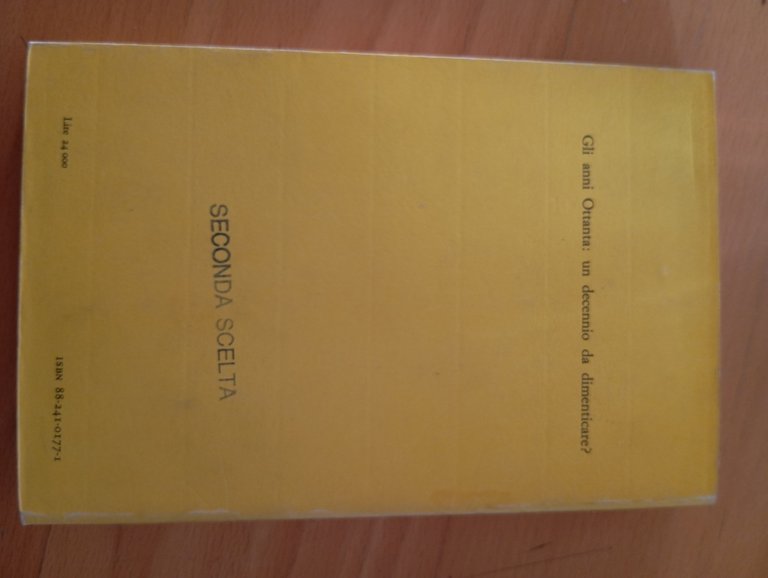 Gli anni Ottanta: un decennio da dimenticare?
SECONDA SCELTA
Lire 24 000
ISBN 88-241-0177-1